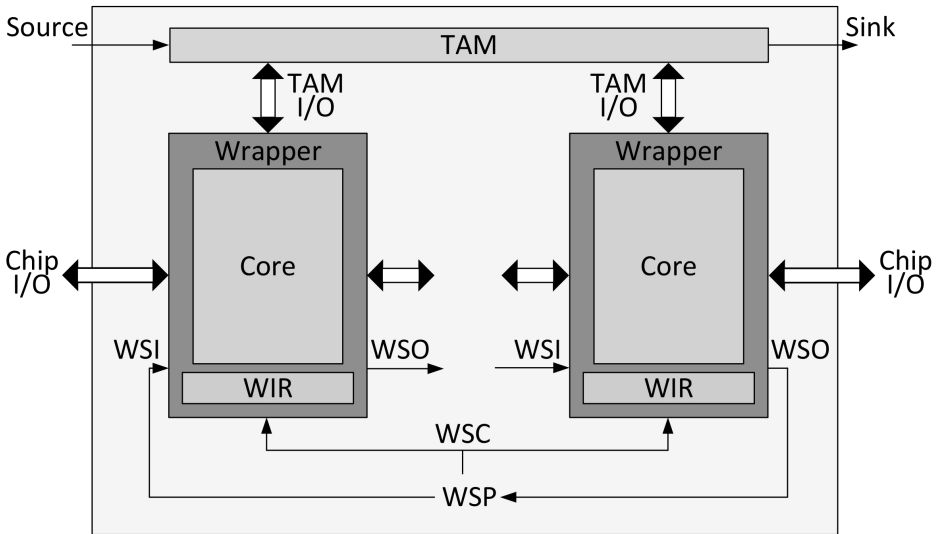 Source
TAM
Sink
TAM
I/O
TAM
I/O
Wrapper
Wrapper
Chip
I/O
Core
Core
Chip
I/O
WSI
WSO
WSI
WSO
WIR
WIR
WSC
WSP